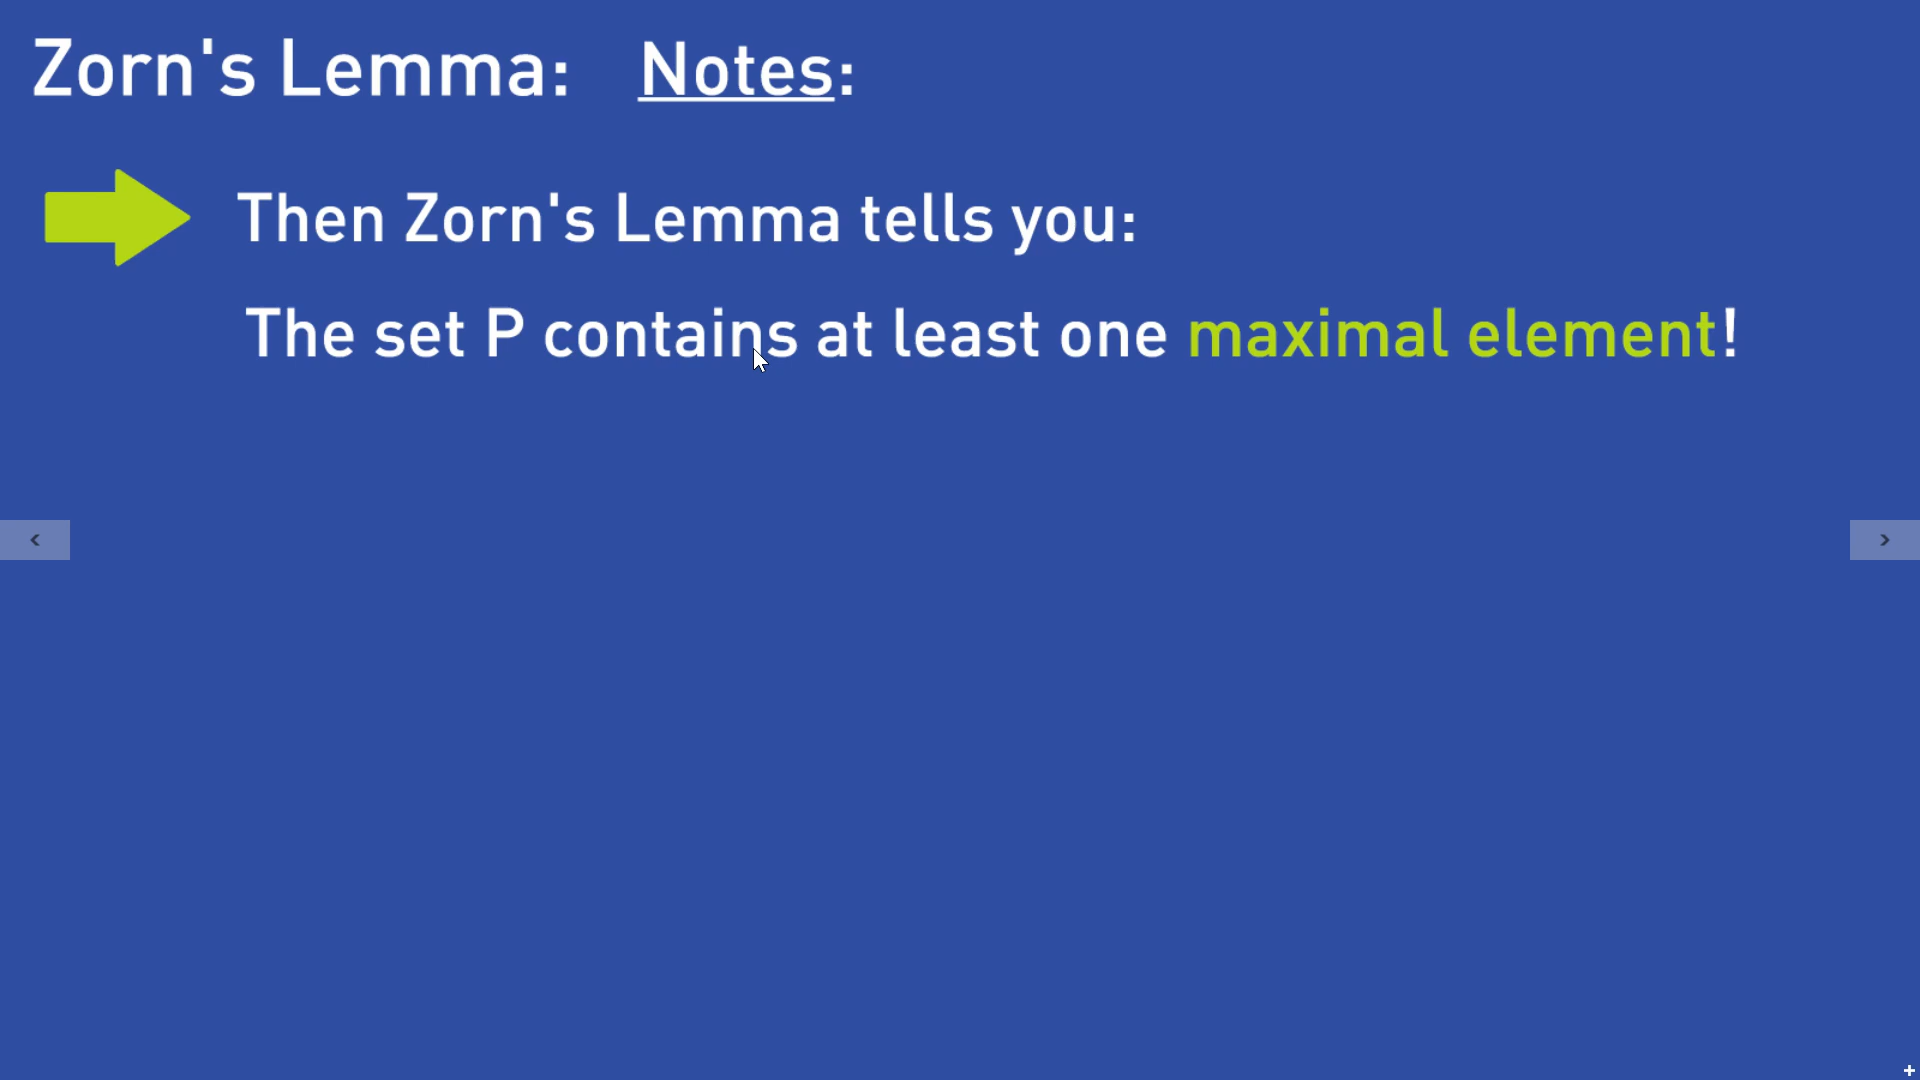 Zorn's Lemma: Notes:
Then Zorn's Lemma tells you:
The set P contains at least one maximal element!